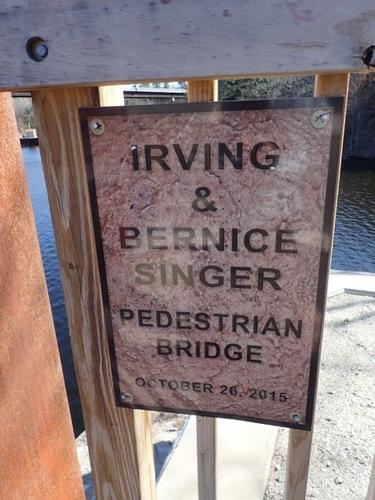 IRVING
&
BERNICE
SINGER
PEDESTRIAN
BRIDGE
OCTOBER 26, 2015